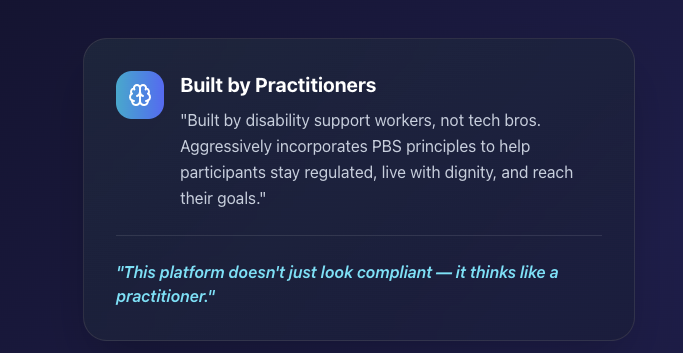 Built by Practitioners
"Built by disability support workers, not tech bros.
Aggressively incorporates PBS principles to help
participants stay regulated, live with dignity, and reach
their goals."
"This platform doesn't just look compliant — it thinks like a
practitioner."